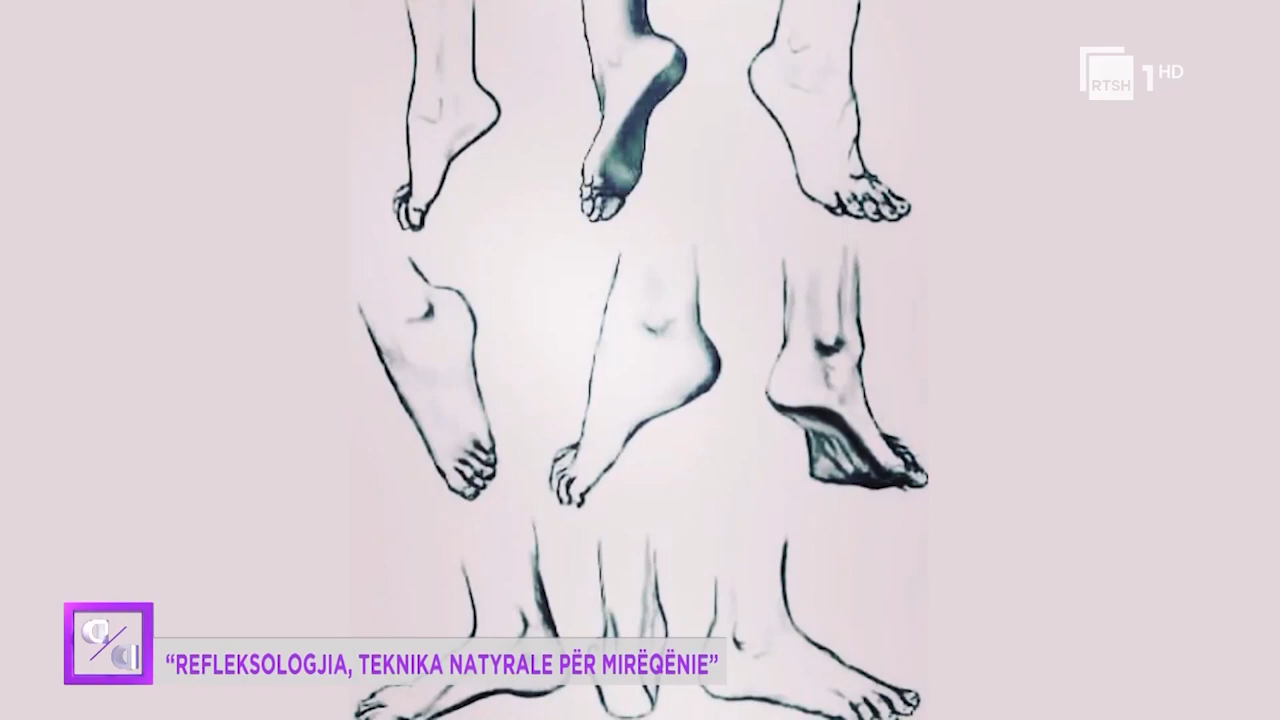 RTSH 1 HD
“REFLEKSOLOGJIA, TEKNIKA NATYRALE PËR MIRËQËNIE”